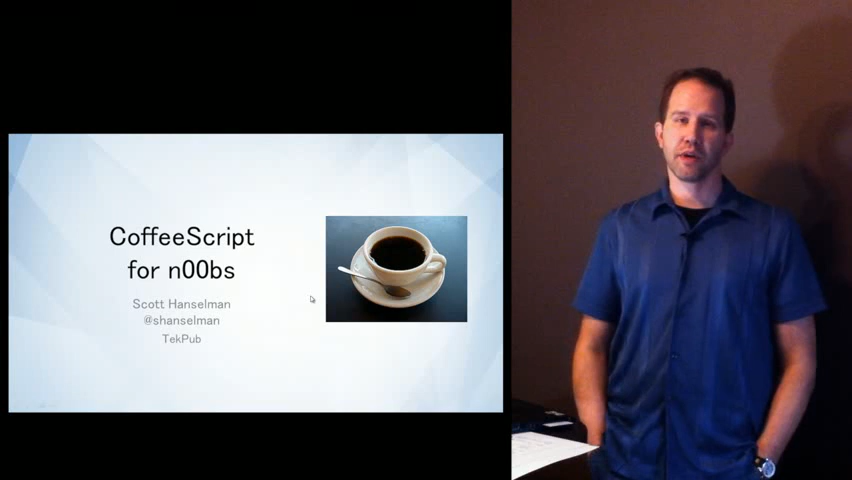 CoffeeScript
for n00bs
Scott Hanselman
@shanselman
TekPub